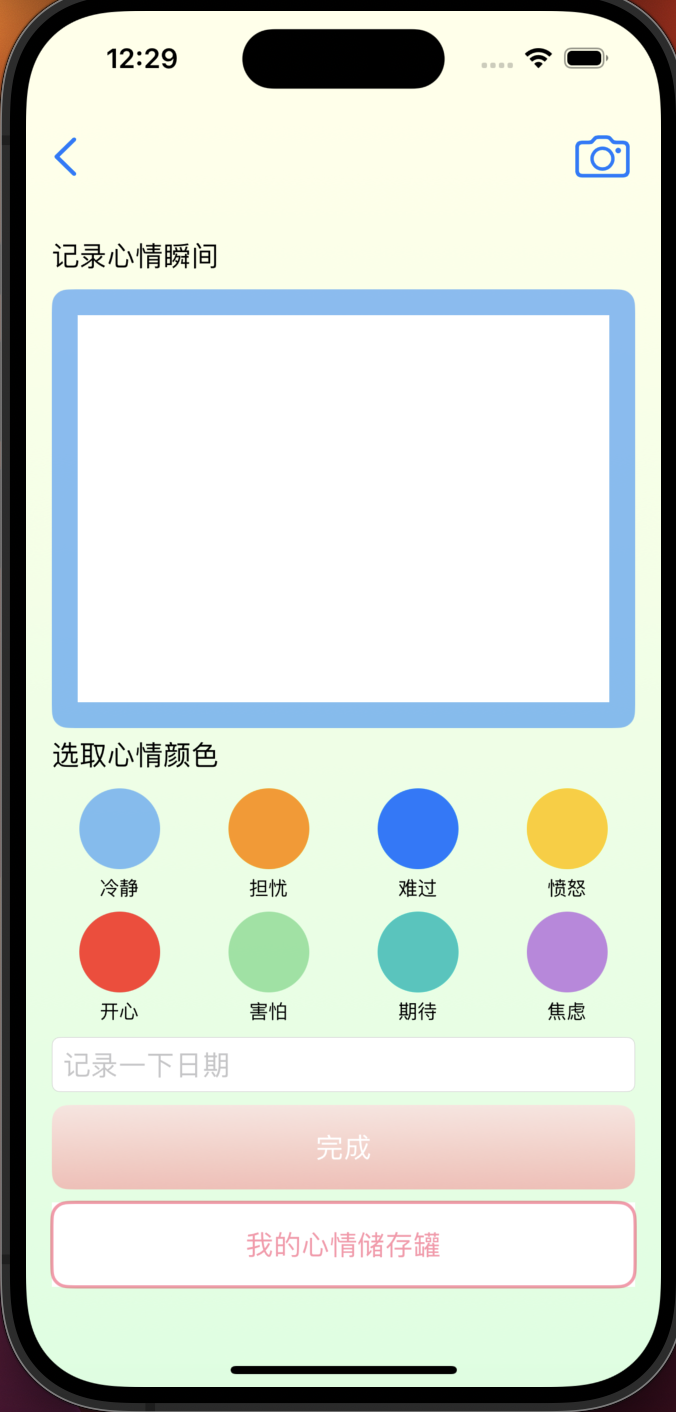 12:29
记录心情瞬间
选取心情颜色
冷静 担忧 难过 愤怒
开心 害怕 期待 焦虑
记录一下日期
完成
我的心情储存罐